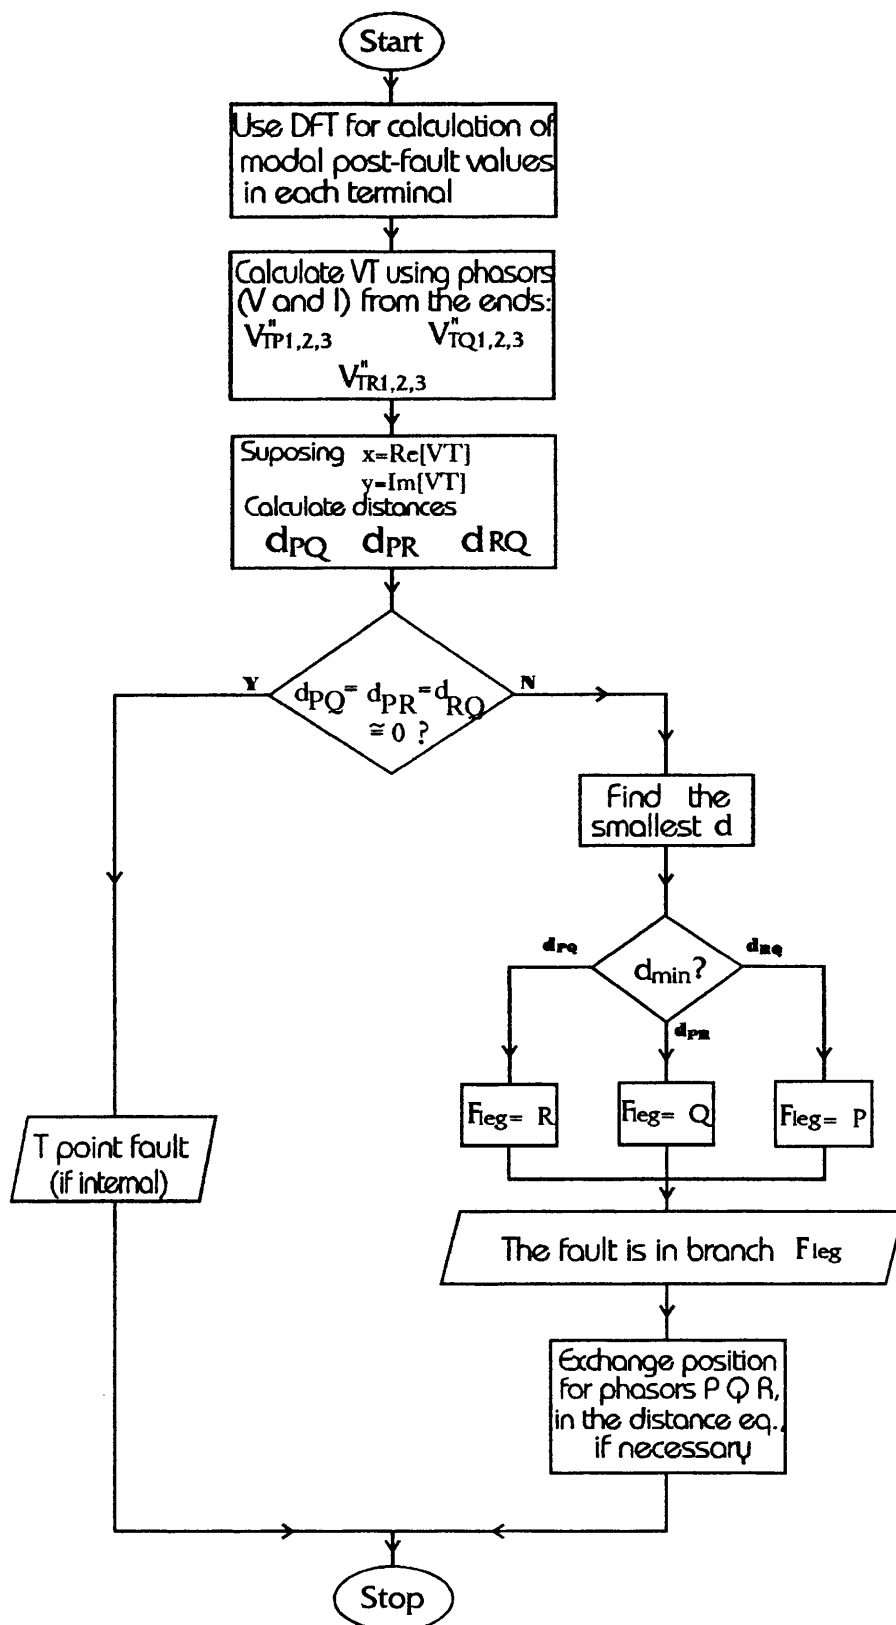 Start
Use DFT for calculation of
modal post-fault values
in each terminal
Calculate VT using phasors
(V and I) from the ends:
V"TP1,2,3 V"TQ1,2,3
V"TR1,2,3
Suposing x=Re[VT]
y=Im[VT]
Calculate distances
dPQ dPR dRQ
Y
N
dPQ= dPR=dRQ
≅ 0 ?
Find the
smallest d
dPQ
dRQ
dmin?
dPR
Fleg= R
Fleg= Q
Fleg= P
T point fault
(if internal)
The fault is in branch Fleg
Exchange position
for phasors P Q R,
in the distance eq.,
if necessary
Stop